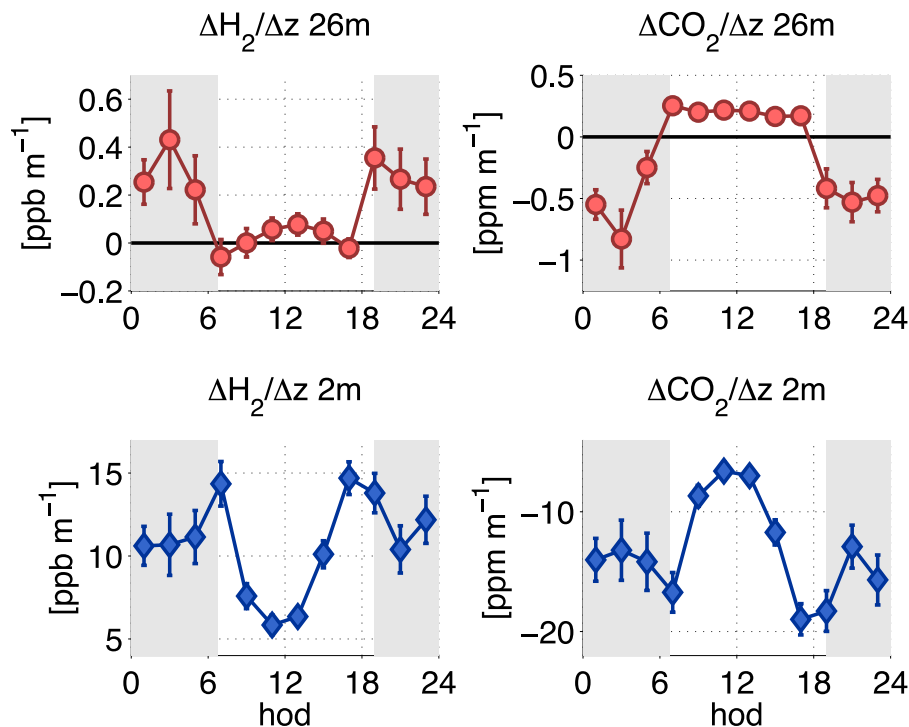 ΔH₂/Δz 26m
[ppb m⁻¹]
0.6
0.4
0.2
0
−0.2
0 6 12 18 24
ΔCO₂/Δz 26m
[ppm m⁻¹]
0.5
0
−0.5
−1
0 6 12 18 24
ΔH₂/Δz 2m
[ppb m⁻¹]
15
10
5
0 6 12 18 24
hod
ΔCO₂/Δz 2m
[ppm m⁻¹]
−10
−20
0 6 12 18 24
hod